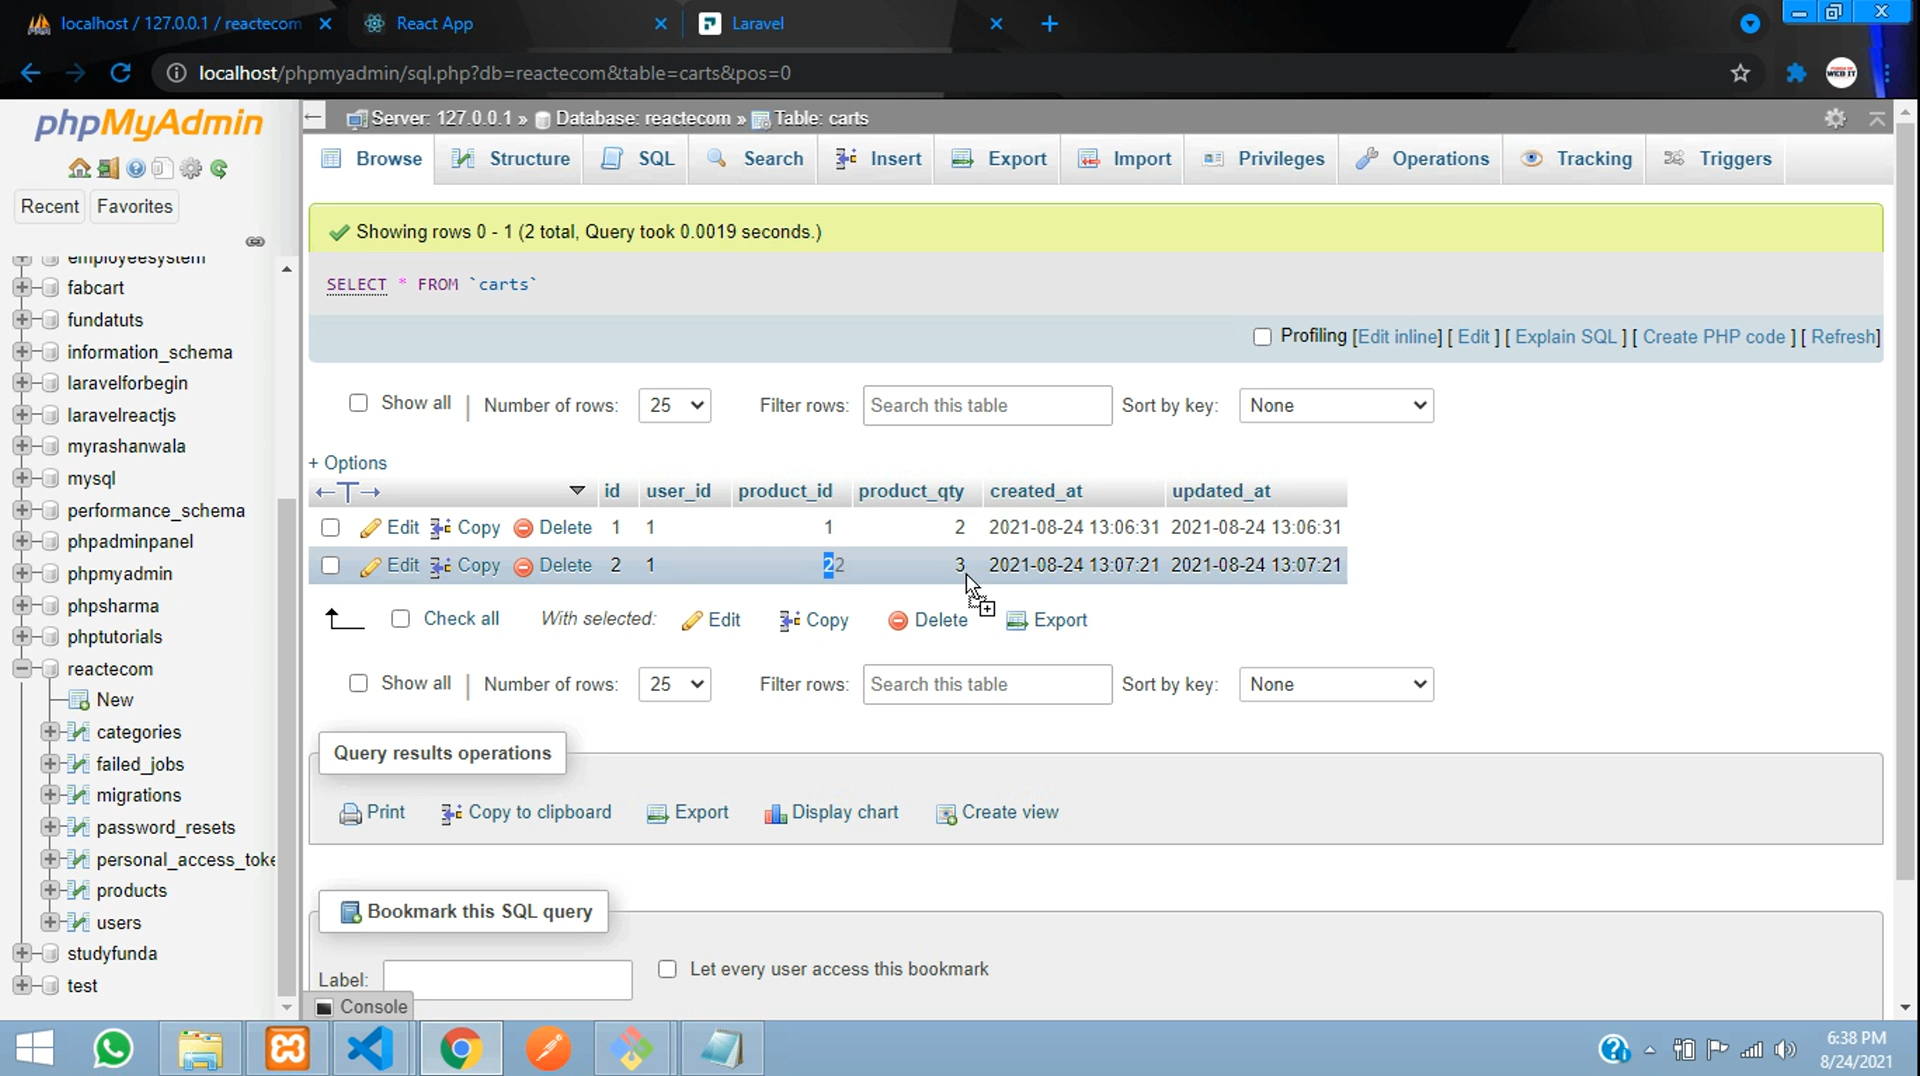 localhost / 127.0.0.1 / reactecom
React App
Laravel
localhost/phpmyadmin/sql.php?db=reactecom&table=carts&pos=0
phpMyAdmin
Recent
Favorites
employeesystem
fabcart
fundatuts
information_schema
laravelforbegin
laravelreactjs
myrashanwala
mysql
performance_schema
phpadminpanel
phpmyadmin
phpsharma
phptutorials
reactecom
New
categories
failed_jobs
migrations
password_resets
personal_access_toke
products
users
studyfunda
test
Server: 127.0.0.1 » Database: reactecom » Table: carts
Browse Structure SQL Search Insert Export Import Privileges Operations Tracking Triggers
Showing rows 0 - 1 (2 total, Query took 0.0019 seconds.)
SELECT * FROM `carts`
Profiling [Edit inline] [ Edit ] [ Explain SQL ] [ Create PHP code ] [ Refresh]
Show all | Number of rows: 25 Filter rows: Search this table Sort by key: None
+ Options
id user_id product_id product_qty created_at updated_at
Edit Copy Delete 1 1 1 2 2021-08-24 13:06:31 2021-08-24 13:06:31
Edit Copy Delete 2 1 2 3 2021-08-24 13:07:21 2021-08-24 13:07:21
Check all With selected: Edit Copy Delete Export
Show all | Number of rows: 25 Filter rows: Search this table Sort by key: None
Query results operations
Print Copy to clipboard Export Display chart Create view
Bookmark this SQL query
Label: Let every user access this bookmark
Console
6:38 PM
8/24/2021